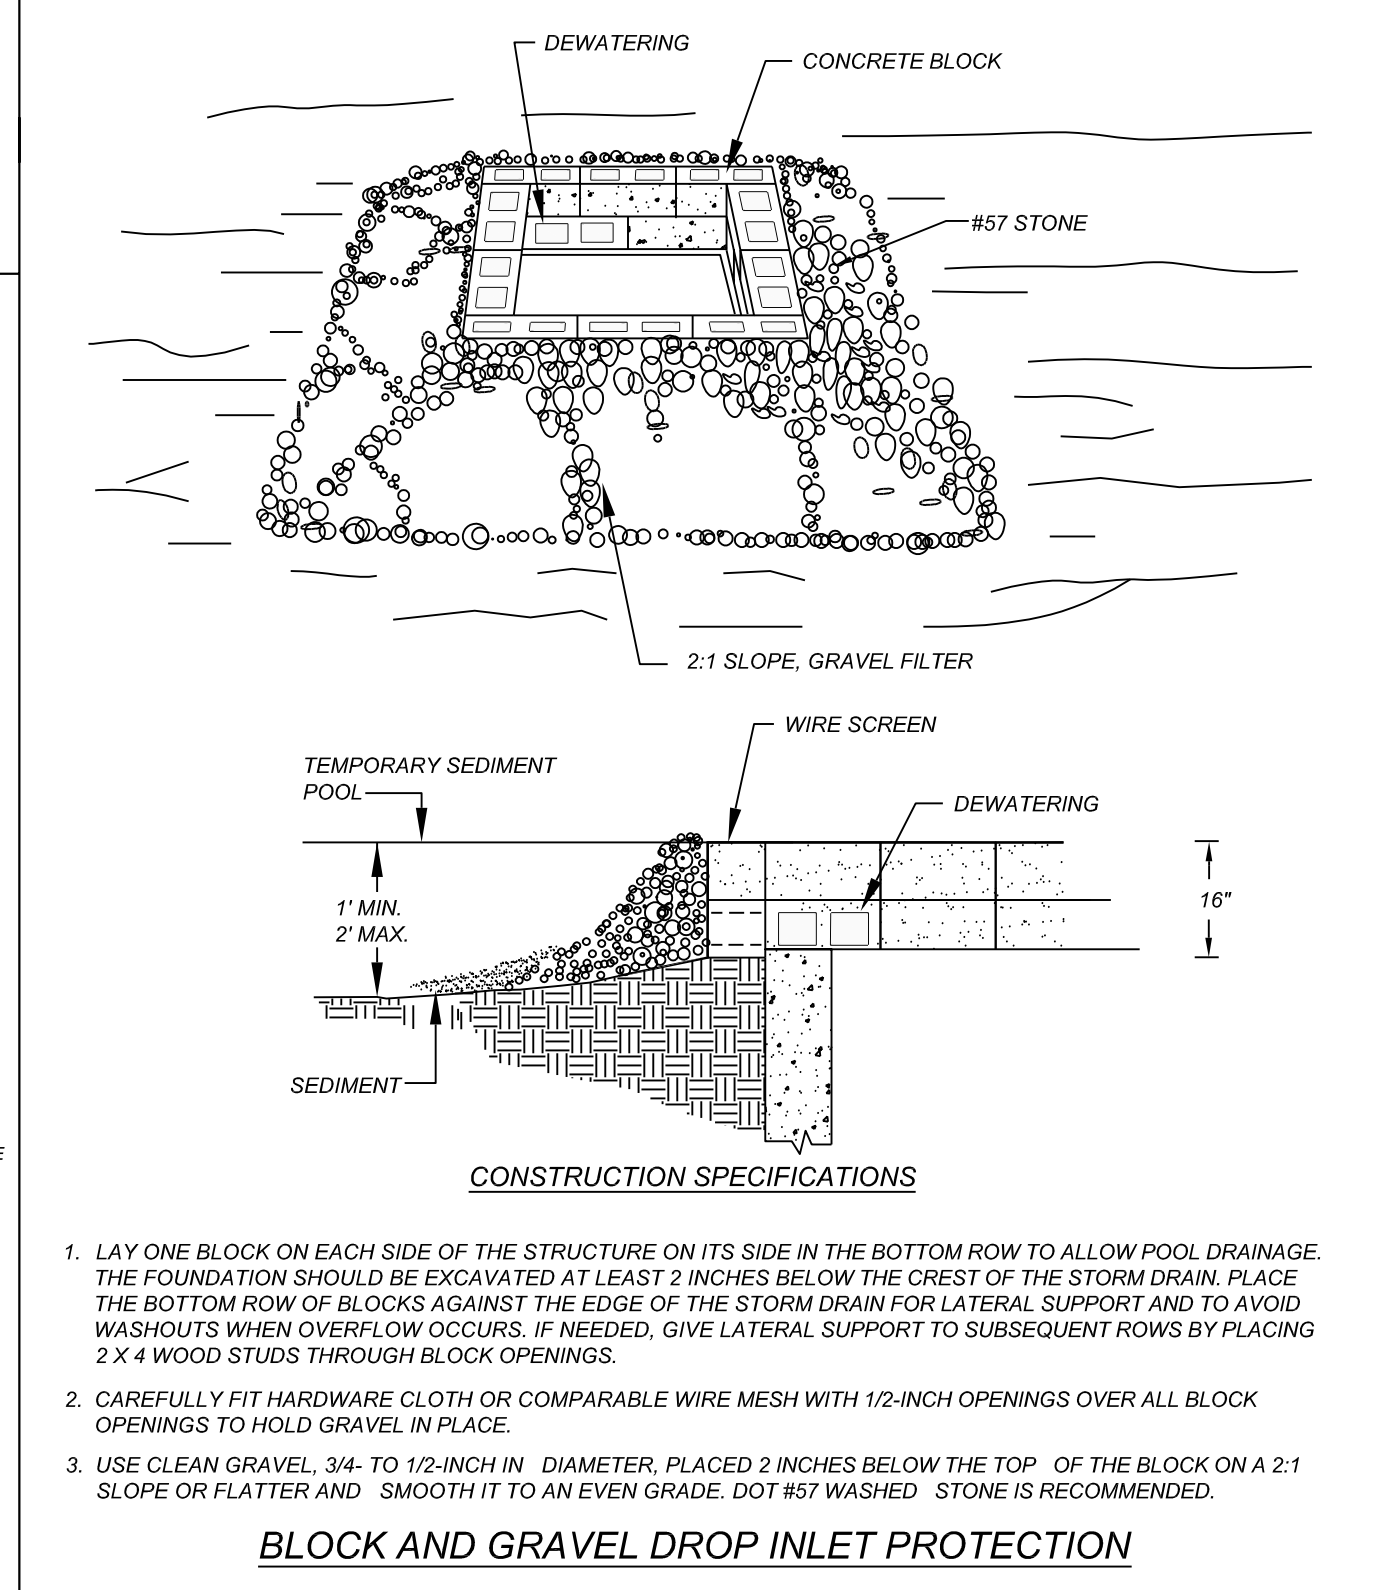 DEWATERING
CONCRETE BLOCK
#57 STONE
2:1 SLOPE, GRAVEL FILTER
WIRE SCREEN
TEMPORARY SEDIMENT
POOL
DEWATERING
1' MIN.
2' MAX.
16"
SEDIMENT
E
CONSTRUCTION SPECIFICATIONS
1. LAY ONE BLOCK ON EACH SIDE OF THE STRUCTURE ON ITS SIDE IN THE BOTTOM ROW TO ALLOW POOL DRAINAGE.
THE FOUNDATION SHOULD BE EXCAVATED AT LEAST 2 INCHES BELOW THE CREST OF THE STORM DRAIN. PLACE
THE BOTTOM ROW OF BLOCKS AGAINST THE EDGE OF THE STORM DRAIN FOR LATERAL SUPPORT AND TO AVOID
WASHOUTS WHEN OVERFLOW OCCURS. IF NEEDED, GIVE LATERAL SUPPORT TO SUBSEQUENT ROWS BY PLACING
2 X 4 WOOD STUDS THROUGH BLOCK OPENINGS.
2. CAREFULLY FIT HARDWARE CLOTH OR COMPARABLE WIRE MESH WITH 1/2-INCH OPENINGS OVER ALL BLOCK
OPENINGS TO HOLD GRAVEL IN PLACE.
3. USE CLEAN GRAVEL, 3/4- TO 1/2-INCH IN DIAMETER, PLACED 2 INCHES BELOW THE TOP OF THE BLOCK ON A 2:1
SLOPE OR FLATTER AND SMOOTH IT TO AN EVEN GRADE. DOT #57 WASHED STONE IS RECOMMENDED.
BLOCK AND GRAVEL DROP INLET PROTECTION